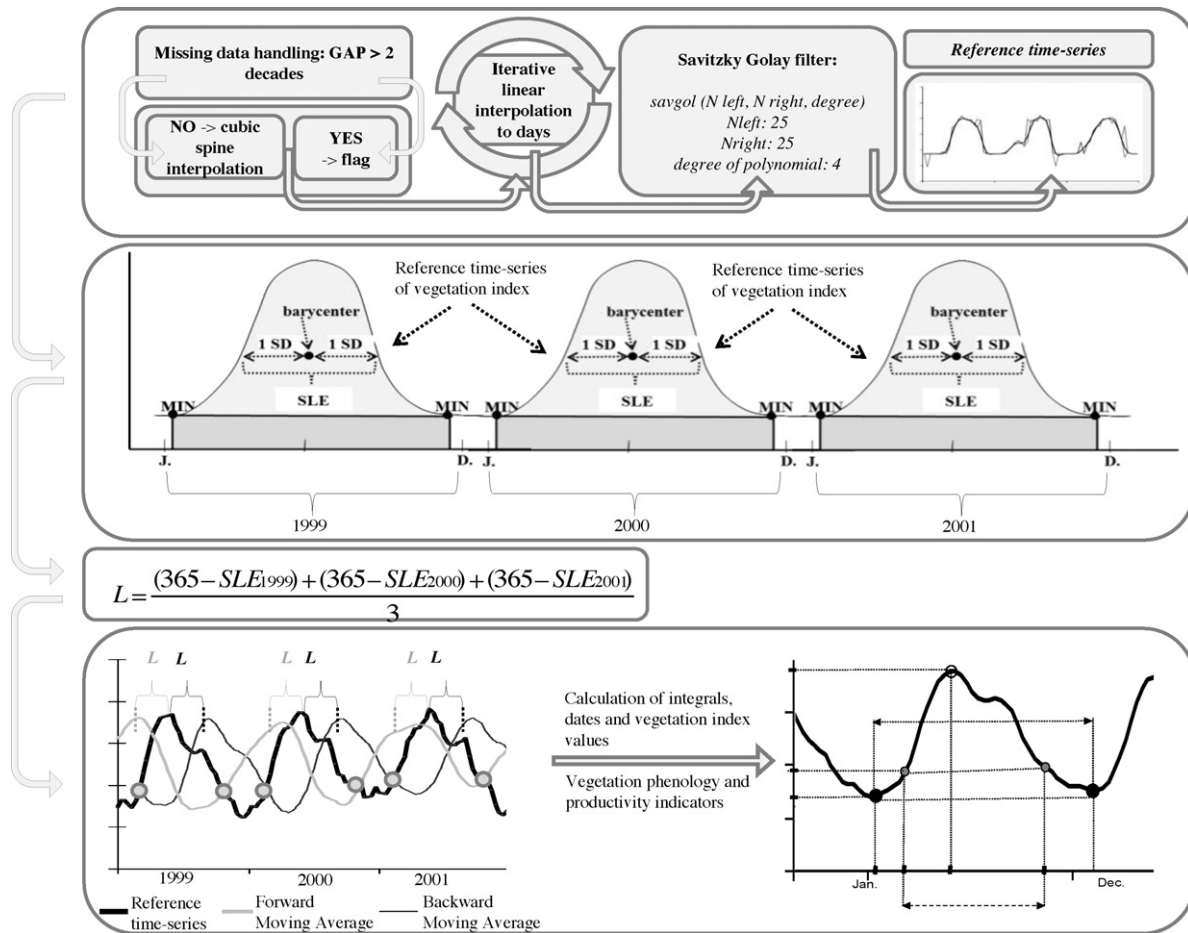 Missing data handling: GAP > 2
decades
NO -> cubic
spine
interpolation
YES
-> flag
Iterative
linear
interpolation
to days
Savitzky Golay filter:
savgol (N left, N right, degree)
Nleft: 25
Nright: 25
degree of polynomial: 4
Reference time-series
Reference time-series
of vegetation index
Reference time-series
of vegetation index
barycenter
1 SD 1 SD
SLE
MIN MIN
barycenter
1 SD 1 SD
SLE
MIN MIN
barycenter
1 SD 1 SD
SLE
MIN MIN
J. D. J. D. J. D.
1999 2000 2001
L = (365-SLE1999)+(365-SLE2000)+(365-SLE2001)
3
L L L L L L
1999 2000 2001
Reference
time-series
Forward
Moving Average
Backward
Moving Average
Calculation of integrals,
dates and vegetation index
values
Vegetation phenology and
productivity indicators
Jan. Dec.